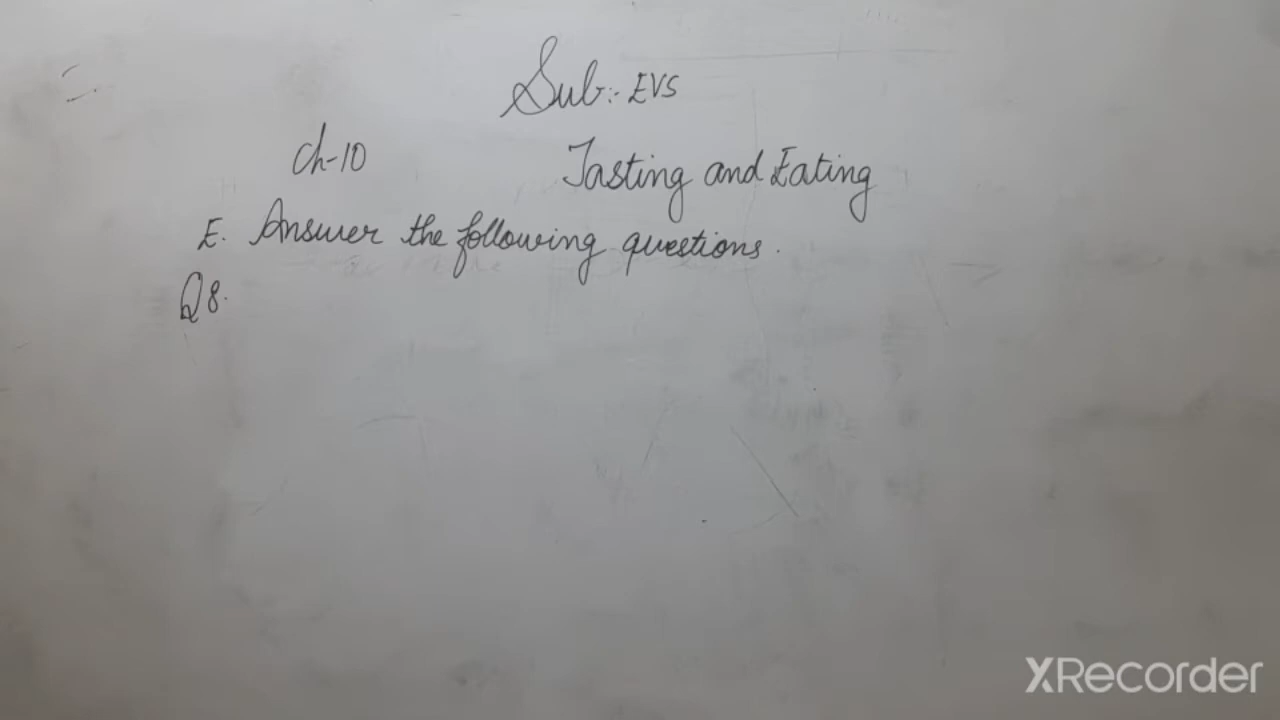 Sub:- EVS
Ch-10 Tasting and Eating
E. Answer the following questions.
Q8.
XRecorder